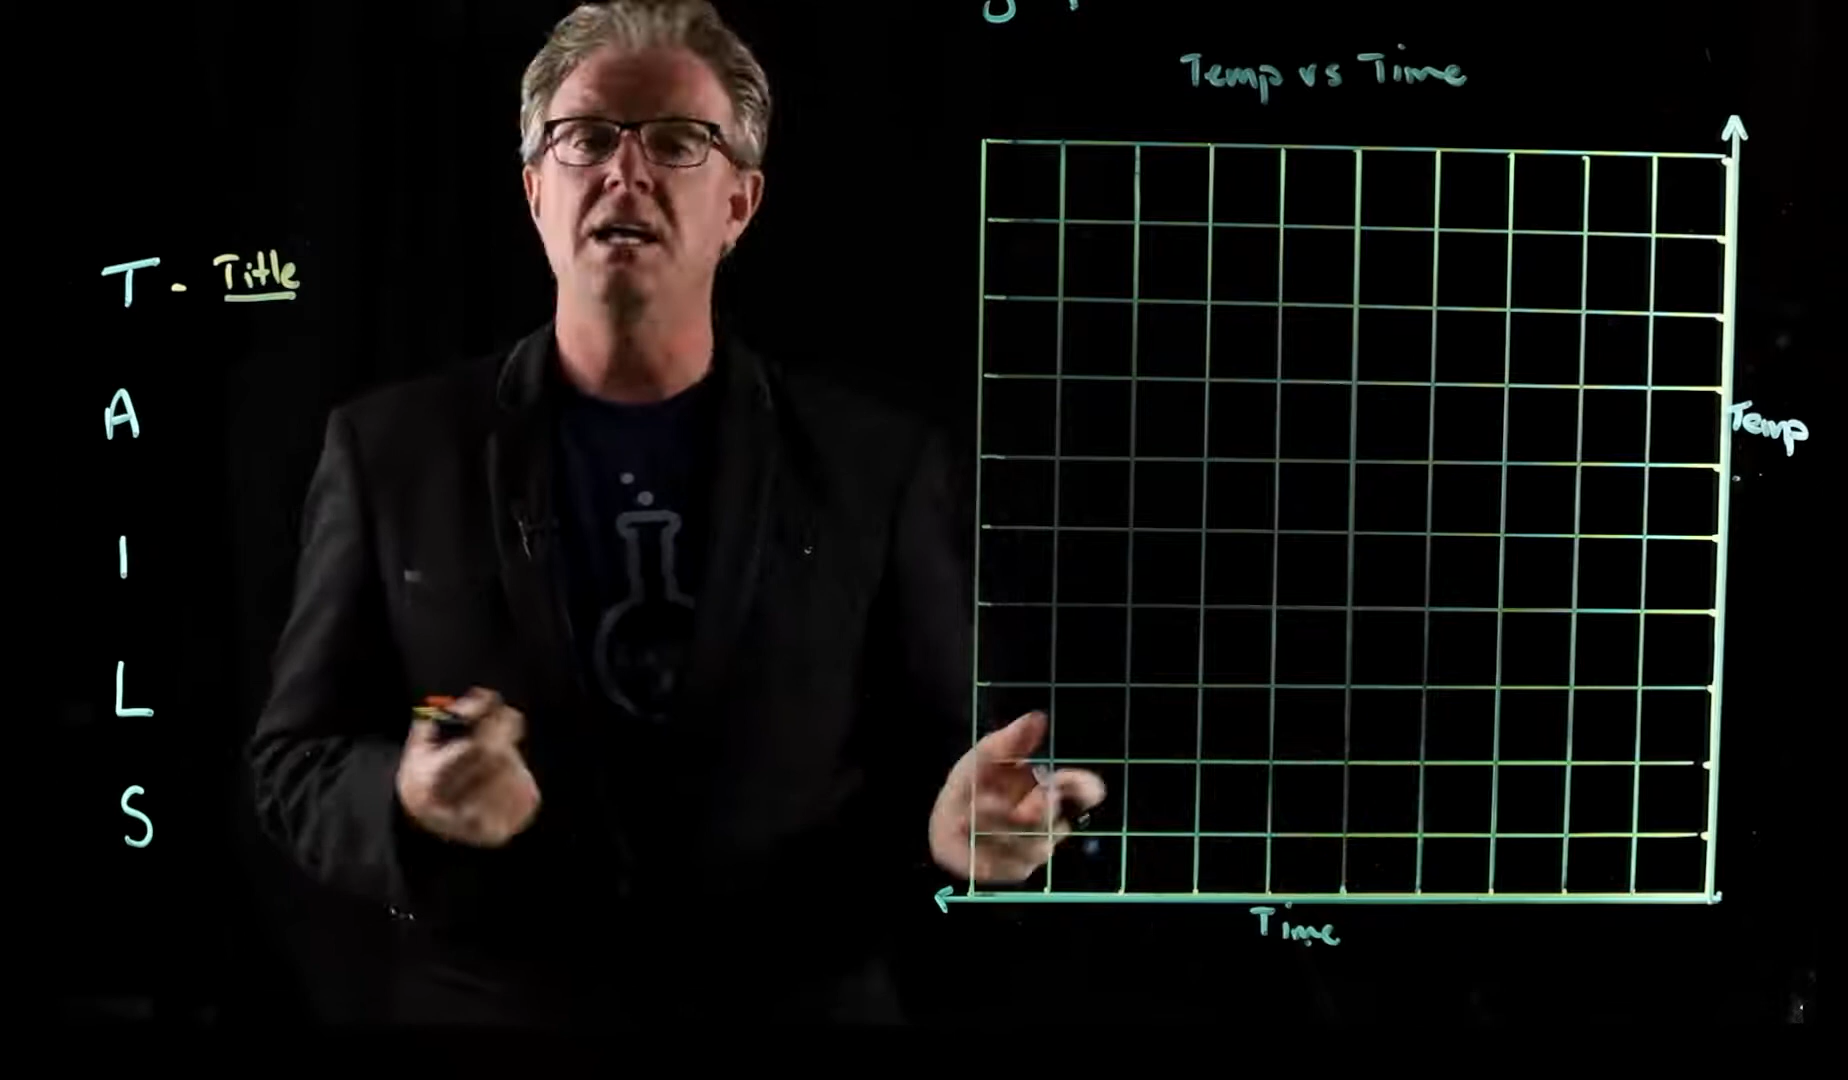 Temp vs Time
T - Title
A
I
L
S
Temp
Time